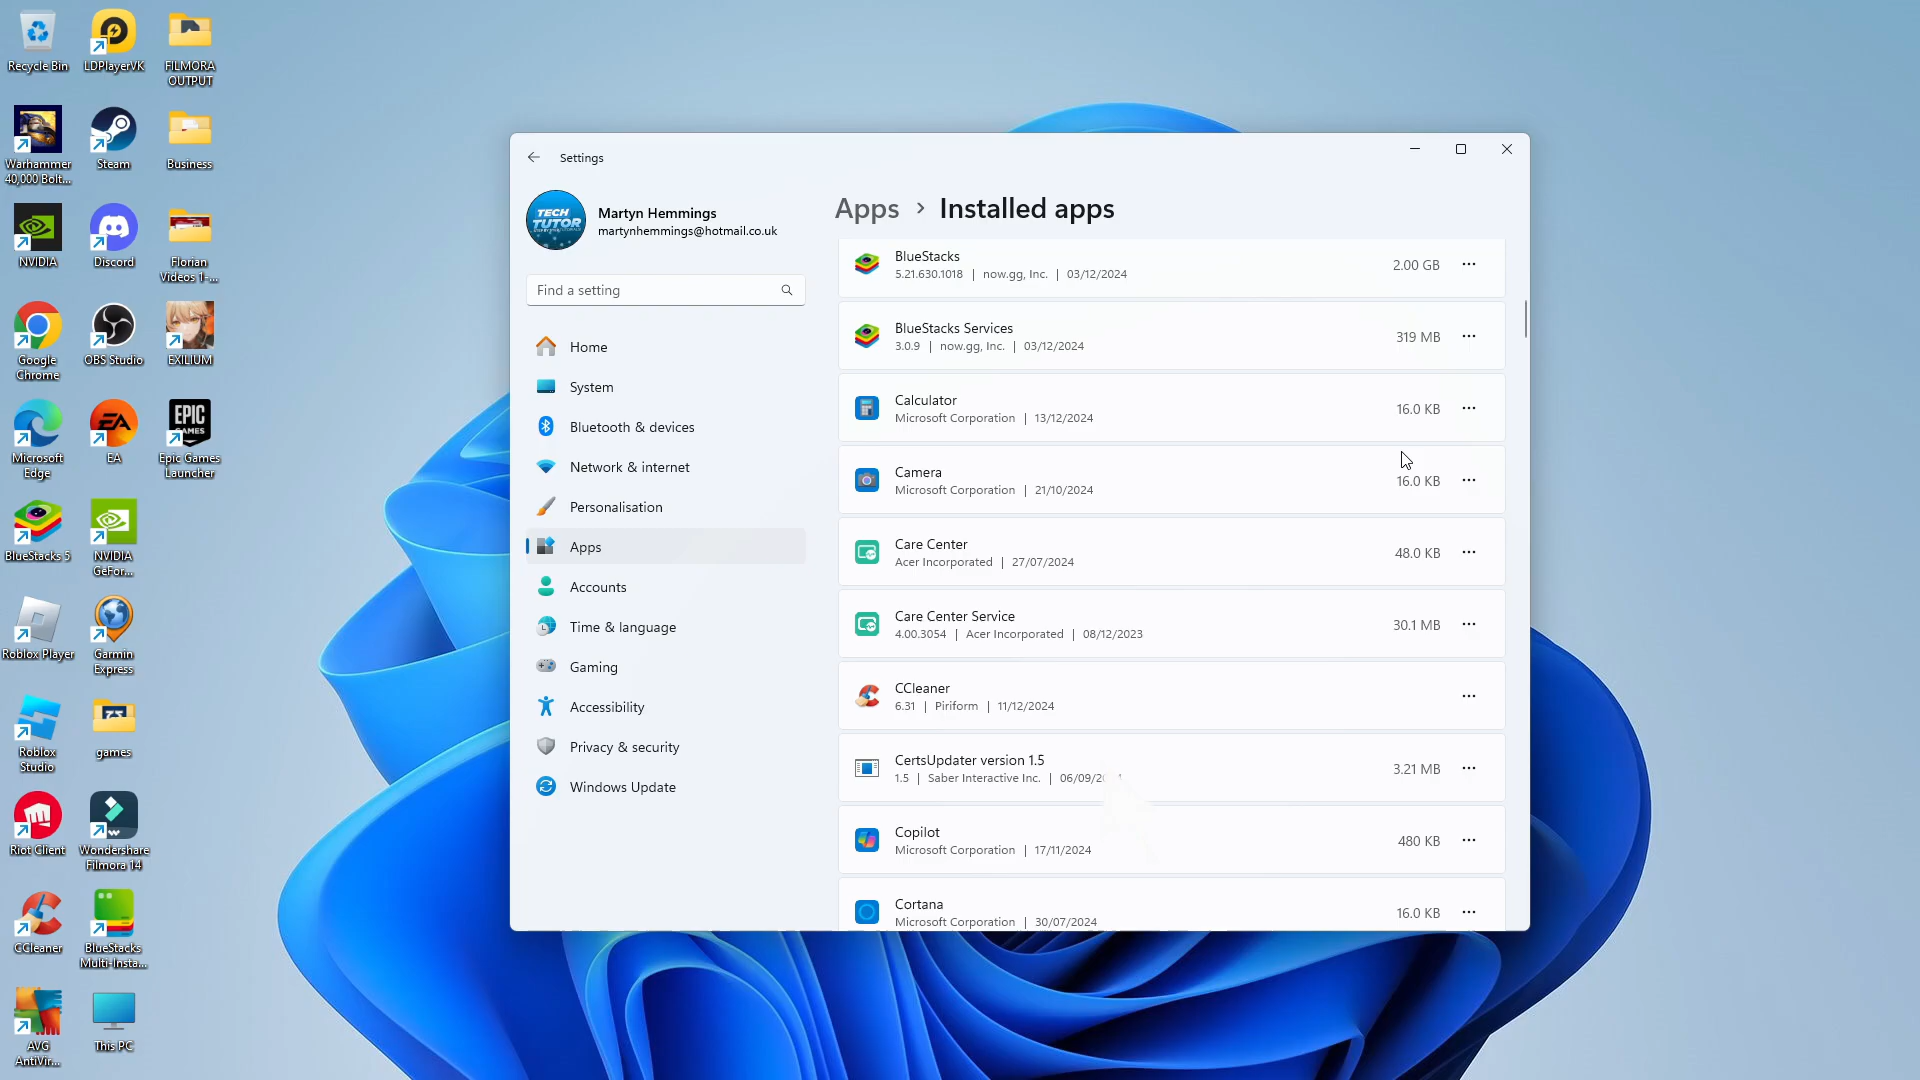 Recycle Bin
LDPlayerVK
FILMORA
OUTPUT
Warhammer
40,000 Bolt...
Steam
Business
NVIDIA
Discord
Florian
Videos 1-...
Google
Chrome
OBS Studio
EXILIUM
Microsoft
Edge
EA
EPIC
GAMES
Epic Games
Launcher
BlueStacks 5
NVIDIA
GeFor...
Roblox Player
Garmin
Express
Roblox
Studio
games
Riot Client
Wondershare
Filmora 14
CCleaner
BlueStacks
Multi-Insta...
AVG
AntiVir...
This PC
Settings
TECH
TUTOR
Martyn Hemmings
martynhemmings@hotmail.co.uk
Find a setting
Home
System
Bluetooth & devices
Network & internet
Personalisation
Apps
Accounts
Time & language
Gaming
Accessibility
Privacy & security
Windows Update
Apps > Installed apps
BlueStacks
5.21.630.1018 | now.gg, Inc. | 03/12/2024
2.00 GB
BlueStacks Services
3.0.9 | now.gg, Inc. | 03/12/2024
319 MB
Calculator
Microsoft Corporation | 13/12/2024
16.0 KB
Camera
Microsoft Corporation | 21/10/2024
16.0 KB
Care Center
Acer Incorporated | 27/07/2024
48.0 KB
Care Center Service
4.00.3054 | Acer Incorporated | 08/12/2023
30.1 MB
CCleaner
6.31 | Piriform | 11/12/2024
CertsUpdater version 1.5
1.5 | Saber Interactive Inc.
3.21 MB
Copilot
Microsoft Corporation | 17/11/2024
480 KB
Cortana
Microsoft Corporation | 30/07/2024
16.0 KB